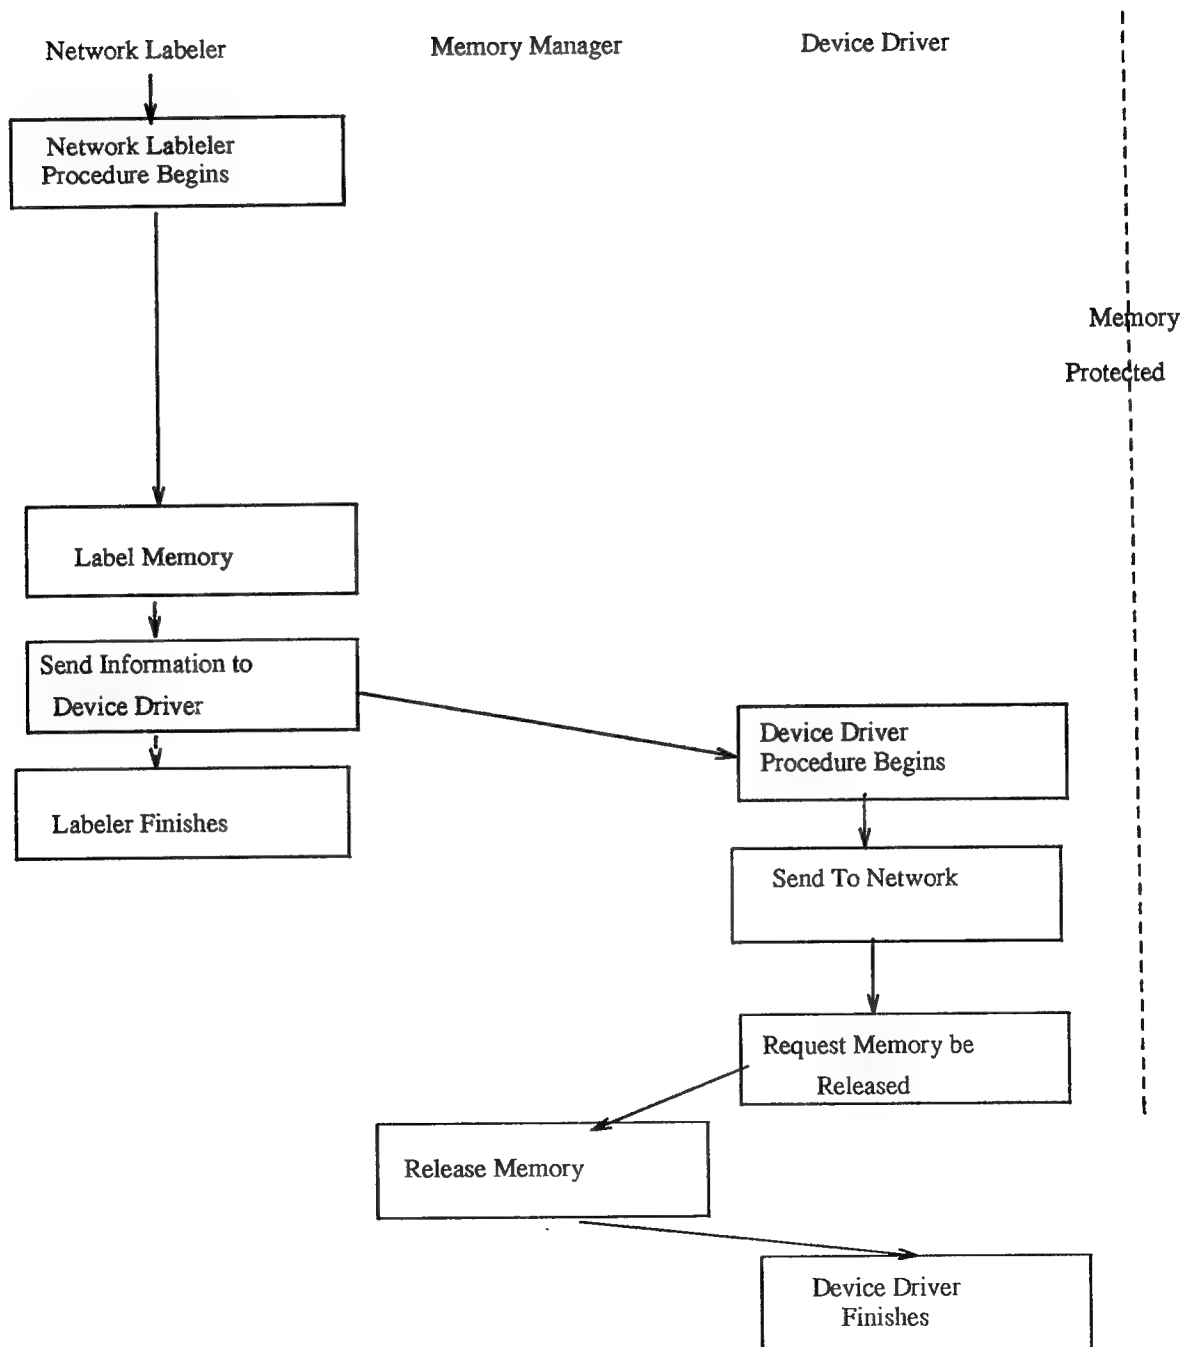 Network Labeler
Memory Manager
Device Driver
Network Lableler
Procedure Begins
Memory
Protected
Label Memory
Send Information to
Device Driver
Device Driver
Procedure Begins
Labeler Finishes
Send To Network
Request Memory be
Released
Release Memory
Device Driver
Finishes